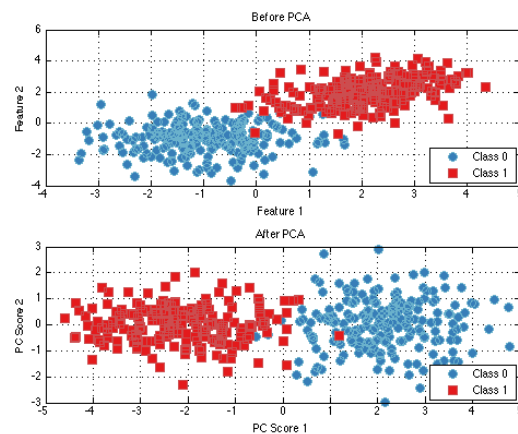 Before PCA
6
4
2
0
-2
-4
Feature 2
-4 -3 -2 -1 0 1 2 3 4 5
Feature 1
Class 0
Class 1
After PCA
3
2
1
0
-1
-2
-3
PC Score 2
-5 -4 -3 -2 -1 0 1 2 3 4 5
PC Score 1
Class 0
Class 1